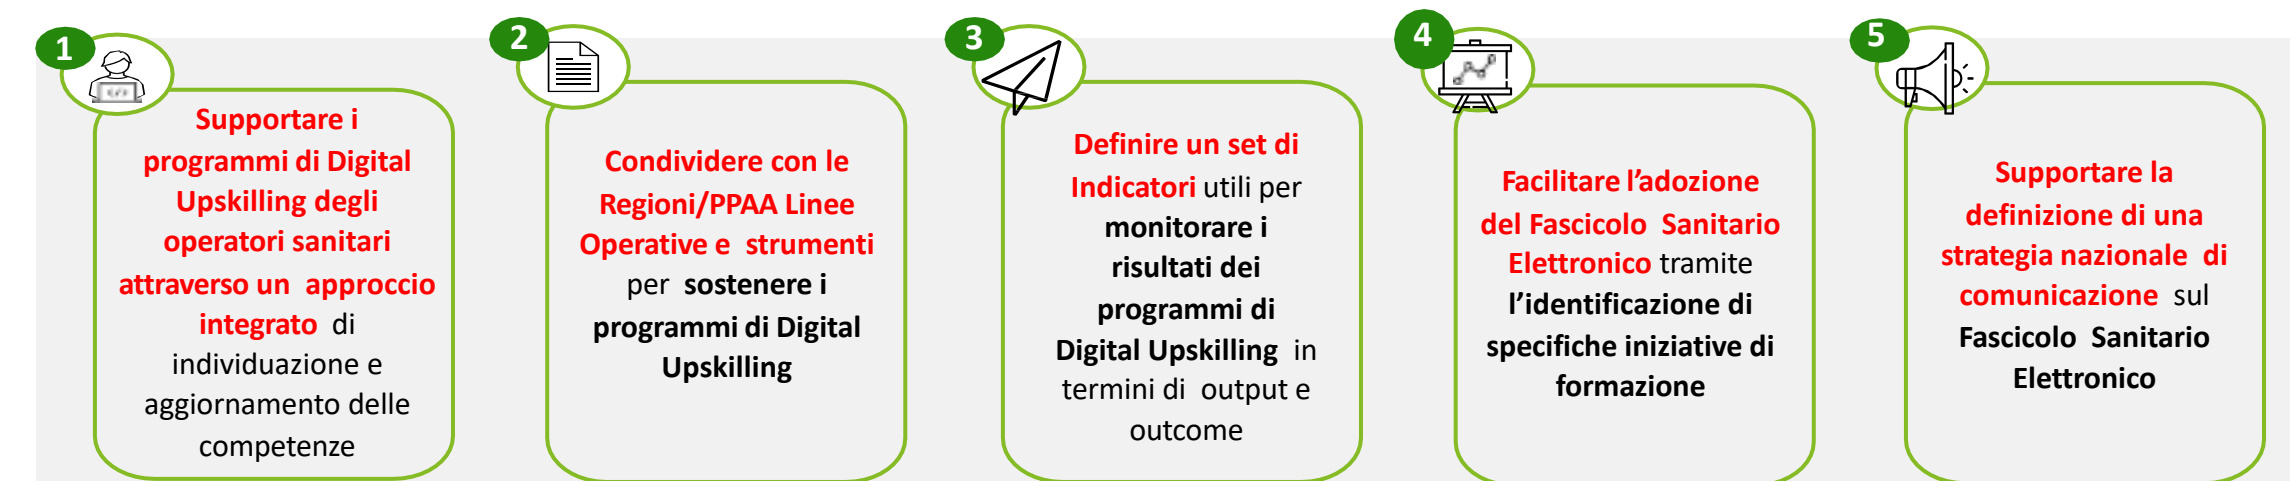 1
Supportare i
programmi di Digital
Upskilling degli
operatori sanitari
attraverso un approccio
integrato di
individuazione e
aggiornamento delle
competenze
2
Condividere con le
Regioni/PPAA Linee
Operative e strumenti
per sostenere i
programmi di Digital
Upskilling
3
Definire un set di
Indicatori utili per
monitorare i
risultati dei
programmi di
Digital Upskilling in
termini di output e
outcome
4
Facilitare l’adozione
del Fascicolo Sanitario
Elettronico tramite
l’identificazione di
specifiche iniziative di
formazione
5
Supportare la
definizione di una
strategia nazionale di
comunicazione sul
Fascicolo Sanitario
Elettronico